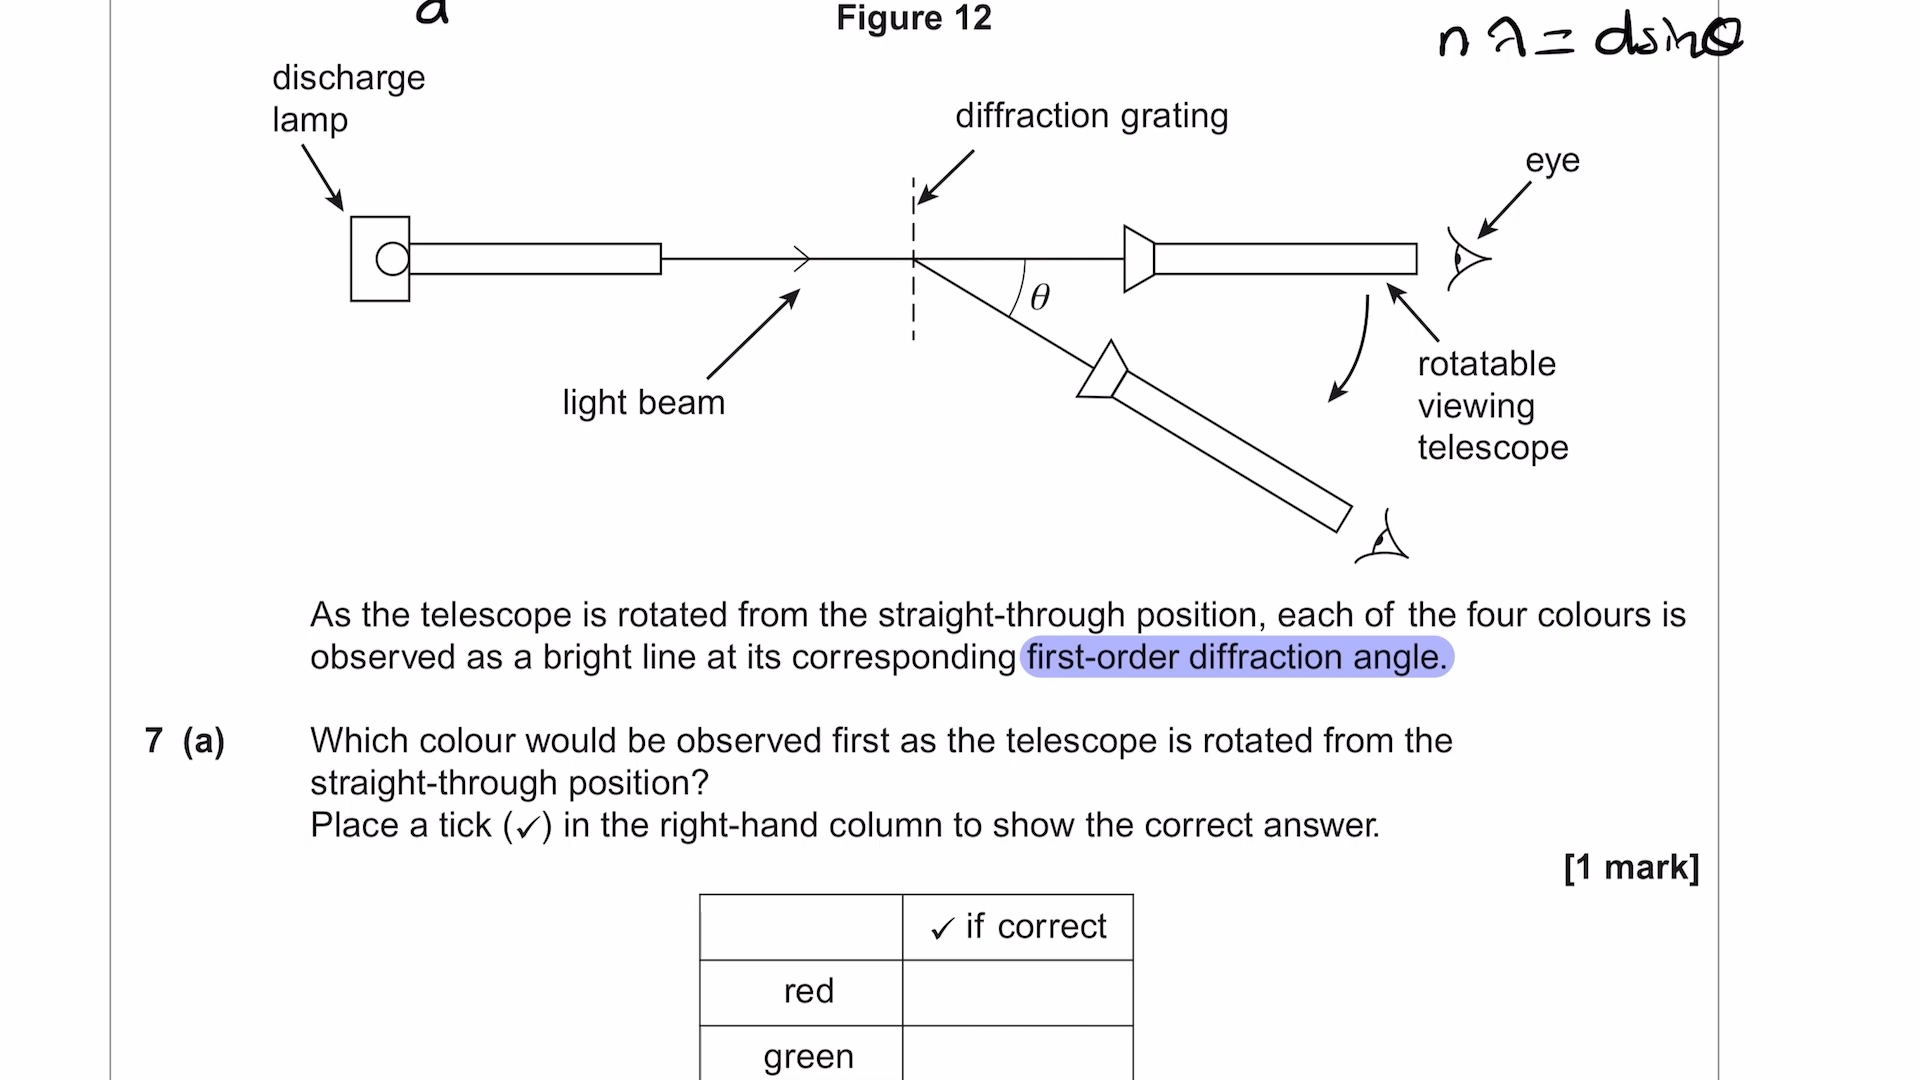 a
Figure 12
nλ = dsinθ
discharge
lamp
diffraction grating
eye
θ
light beam
rotatable
viewing
telescope
As the telescope is rotated from the straight-through position, each of the four colours is
observed as a bright line at its corresponding first-order diffraction angle.
7 (a) Which colour would be observed first as the telescope is rotated from the
straight-through position?
Place a tick (✓) in the right-hand column to show the correct answer.
[1 mark]
✓ if correct
red
green